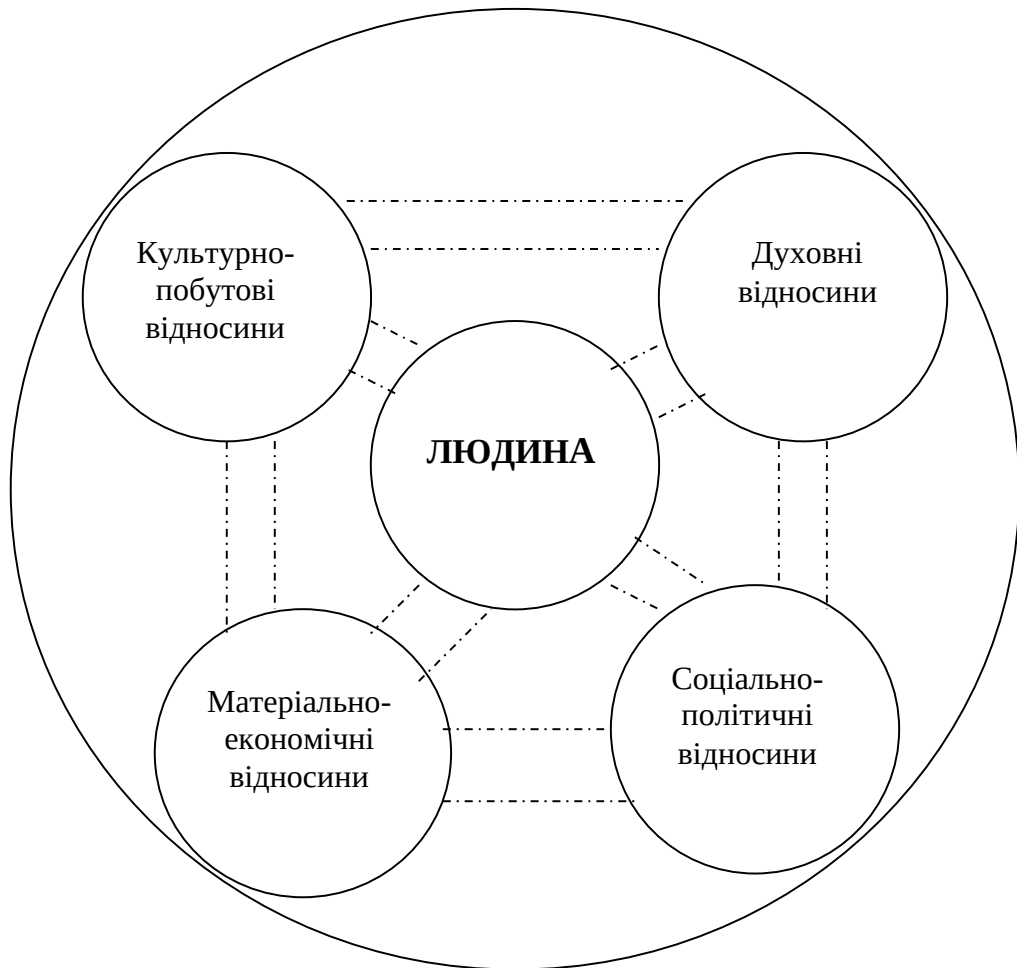 Культурно-
побутові
відносини
Духовні
відносини
ЛЮДИНА
Матеріально-
економічні
відносини
Соціально-
політичні
відносини